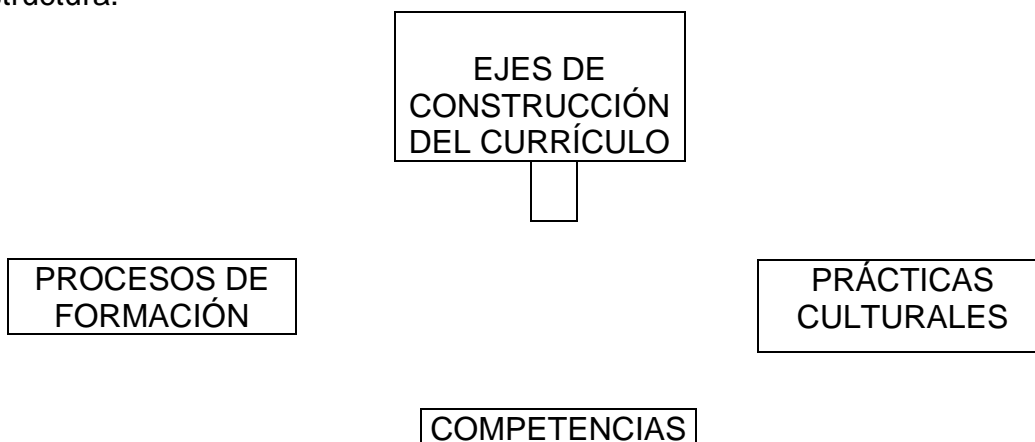 EJES DE
CONSTRUCCIÓN
DEL CURRÍCULO
PROCESOS DE
FORMACIÓN
PRÁCTICAS
CULTURALES
COMPETENCIAS